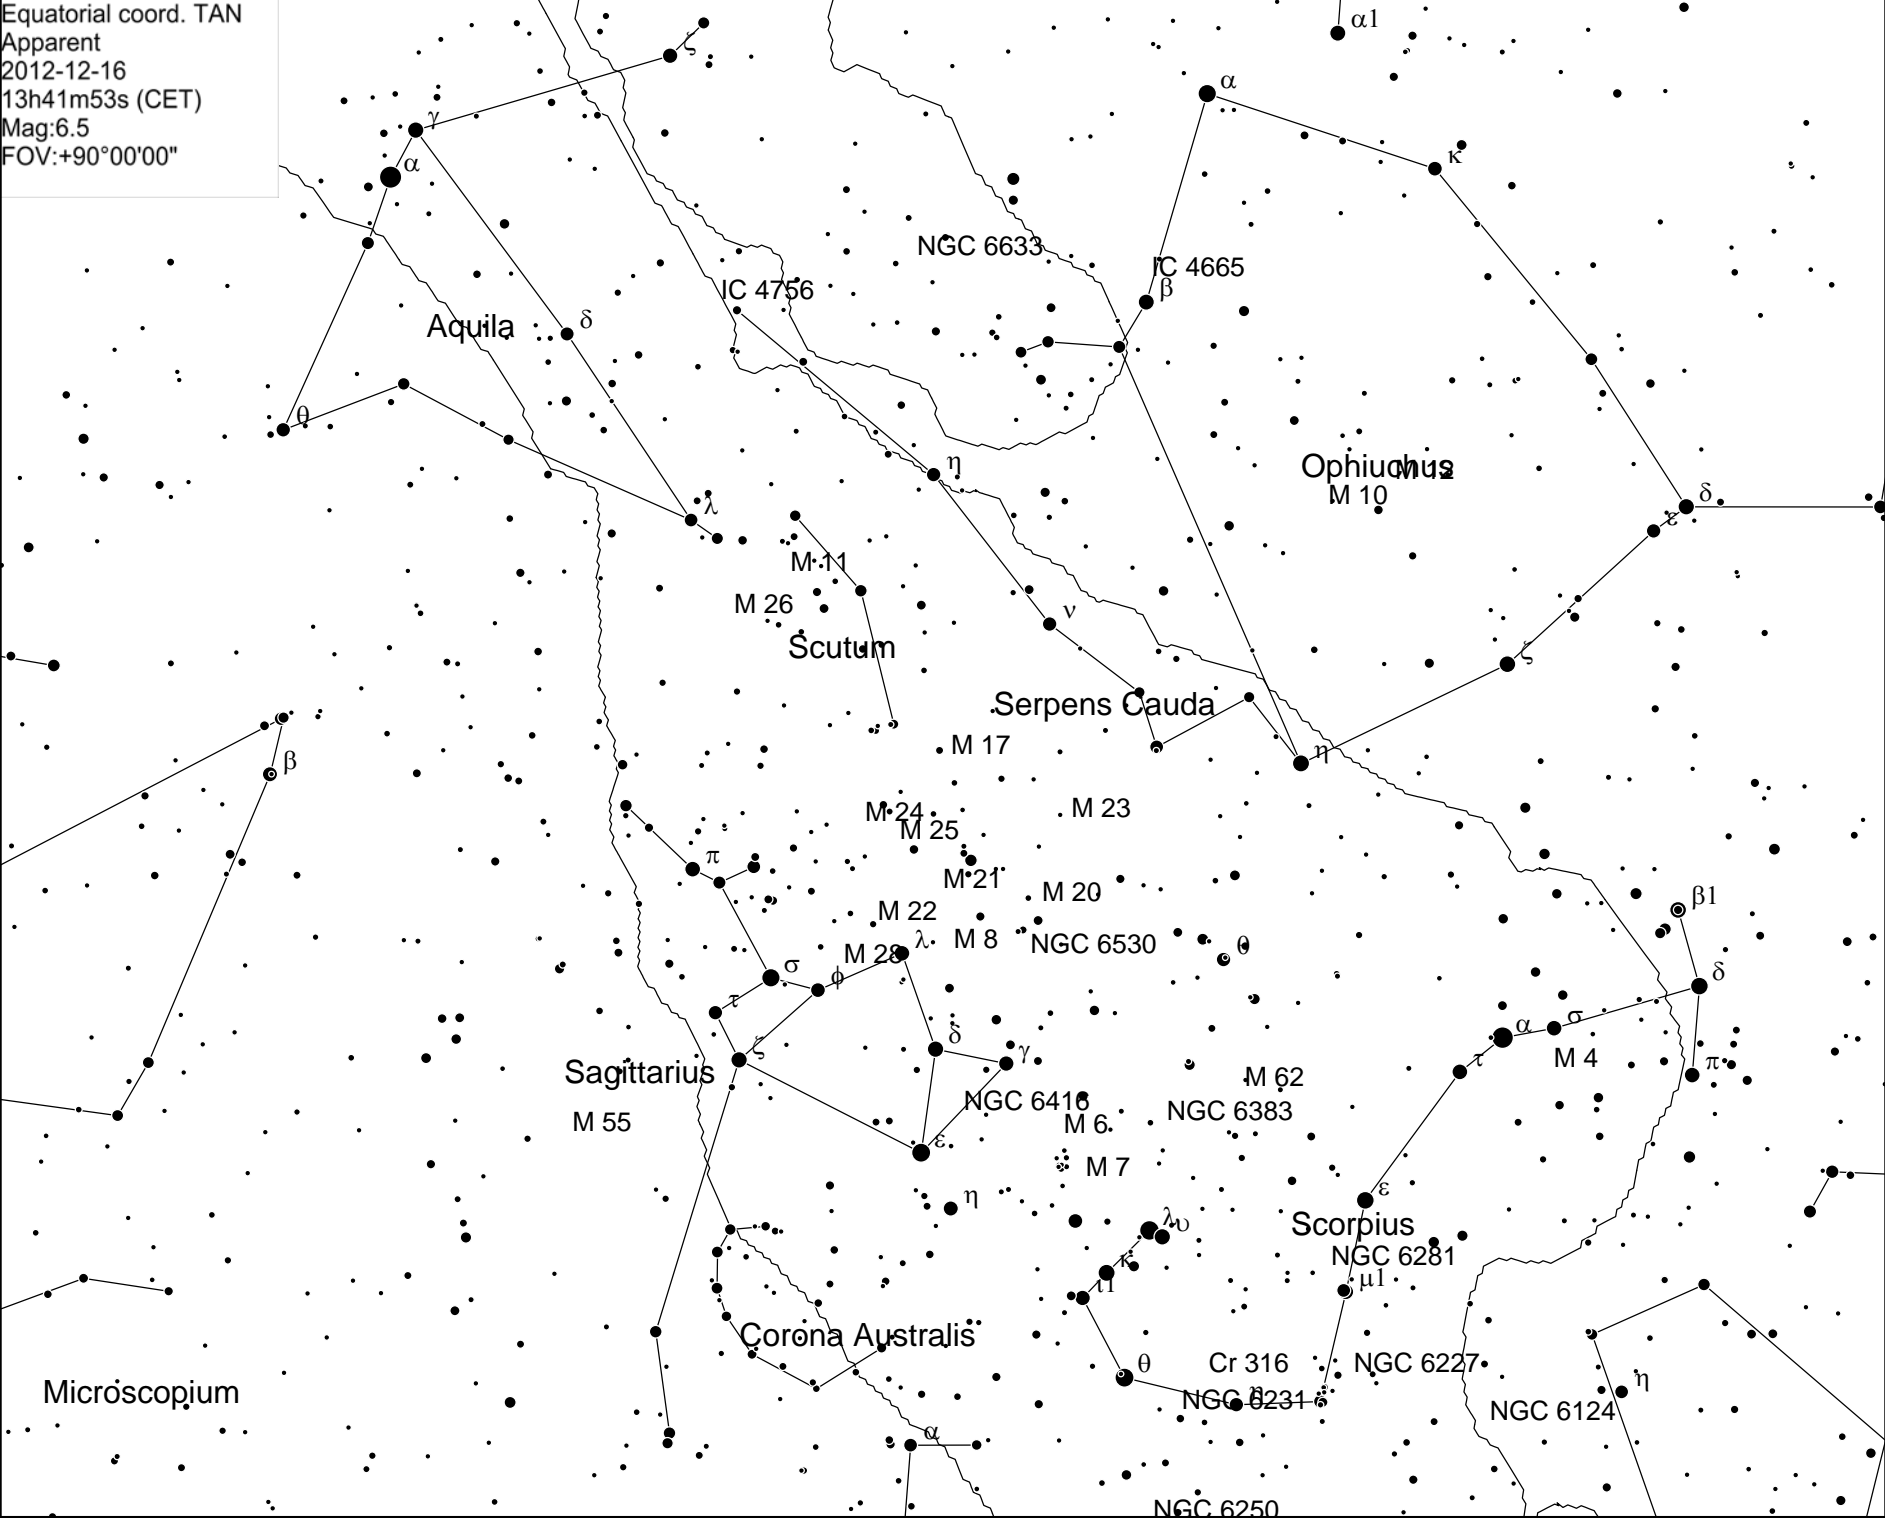 Equatorial coord. TAN
Apparent
2012-12-16
13h41m53s (CET)
Mag:6.5
FOV:+90°00'00"
α1
ζ
α
γ
κ
α
NGC 6633
IC 4665
β
IC 4756
Aquila
δ
θ
η
Ophiuchus
M 12
M 10
δ
ε
λ
M 11
M 26
ν
Scutum
ζ
Serpens Cauda
M 17
η
β
M 24
M 23
M 25
π
M 21
M 20
β1
M 22
λ
M 8
NGC 6530
θ
M 28
σ
ϕ
δ
τ
σ
α
δ
ζ
γ
M 4
τ
π
Sagittarius
M 62
NGC 6416
NGC 6383
M 55
M 6
ε
M 7
ε
η
λ
υ
Scorpius
κ
NGC 6281
ι1
μ1
Corona Australis
θ
Cr 316
NGC 6227
η
Microscopium
η
NGC 6231
NGC 6124
α
NGC 6250